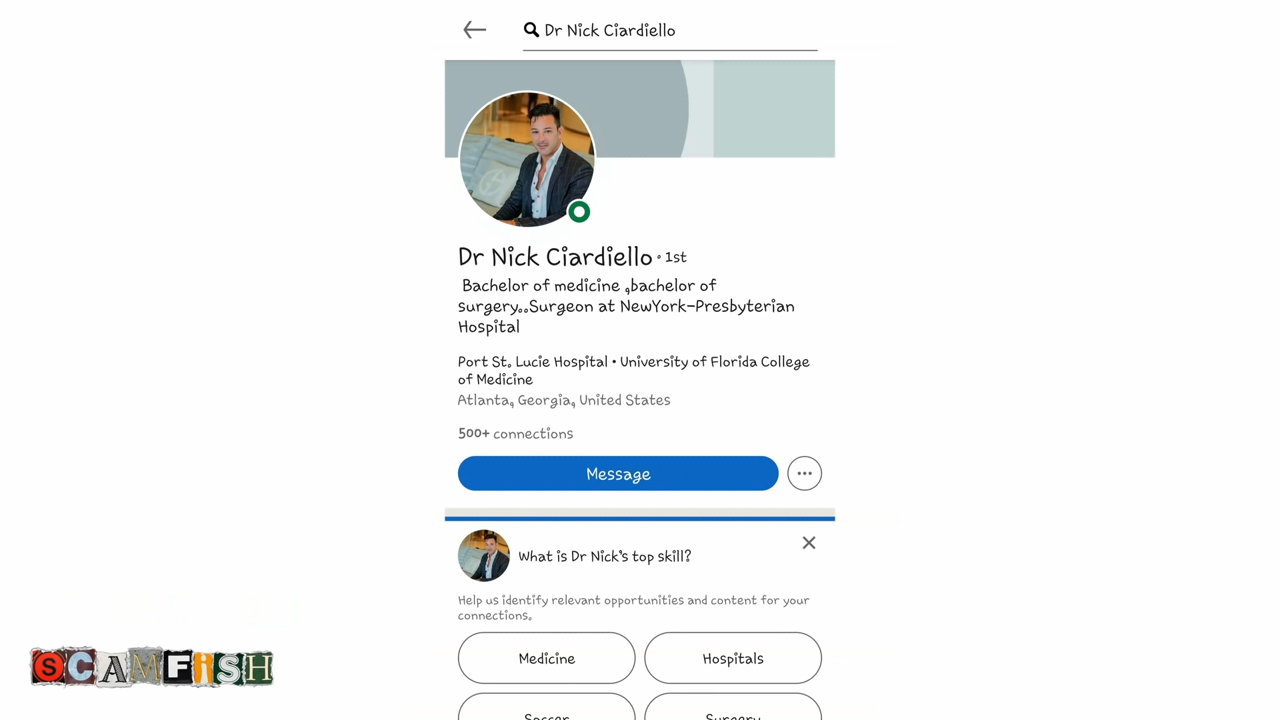 Dr Nick Ciardiello
Dr Nick Ciardiello • 1st
Bachelor of medicine ,bachelor of
surgery..Surgeon at NewYork-Presbyterian
Hospital
Port St. Lucie Hospital • University of Florida College
of Medicine
Atlanta, Georgia, United States
500+ connections
Message
What is Dr Nick's top skill?
Help us identify relevant opportunities and content for your
connections.
Medicine Hospitals
Soccer Surgery
SCAMFISH